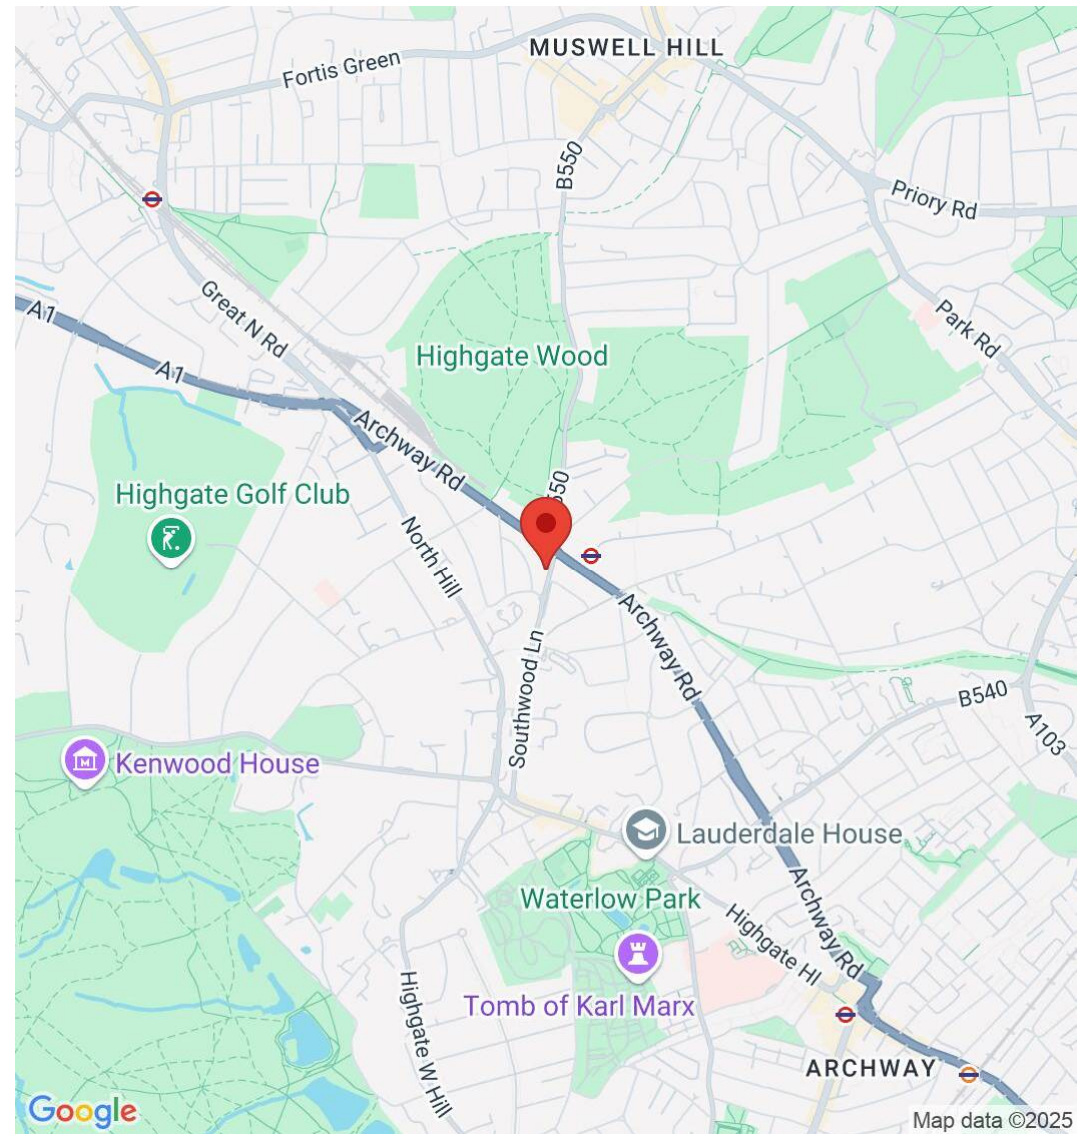 MUSWELL HILL
Fortis Green
B550
Priory Rd
Great N Rd
A1
A1
Park Rd
Highgate Wood
Archway Rd
Highgate Golf Club
North Hill
Archway Rd
Southwood Ln
B540
A103
Kenwood House
Lauderdale House
Waterlow Park
Archway Rd
Highgate Hl
Tomb of Karl Marx
Highgate W Hill
ARCHWAY
Google
Map data ©2025